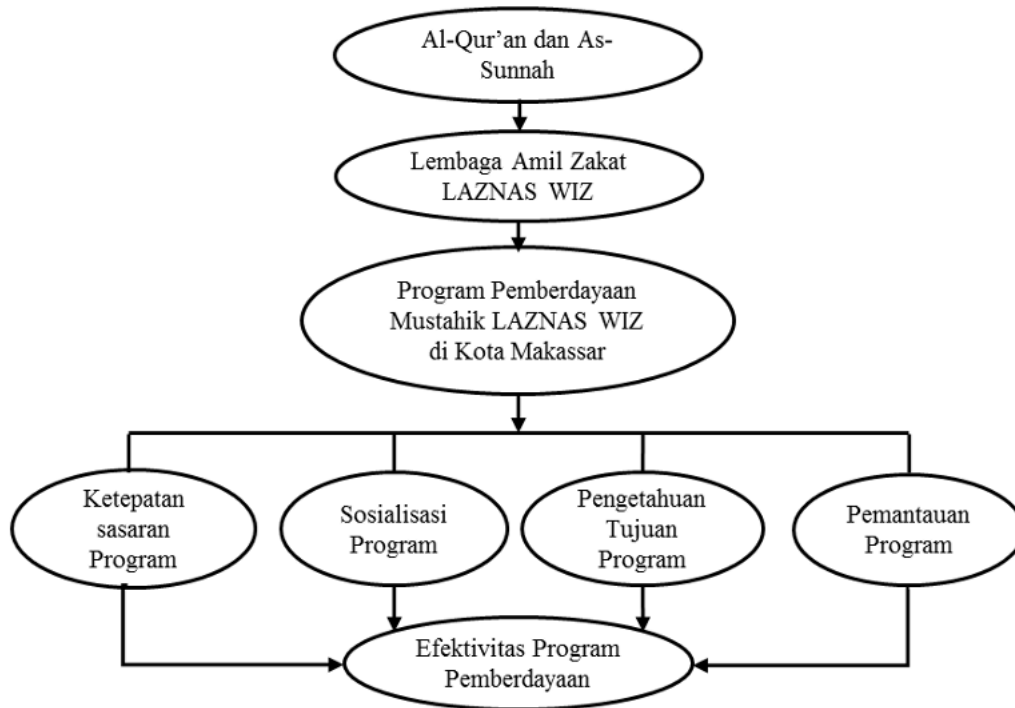 Al-Qur’an dan As-
Sunnah
Lembaga Amil Zakat
LAZNAS WIZ
Program Pemberdayaan
Mustahik LAZNAS WIZ
di Kota Makassar
Ketepatan
sasaran
Program
Sosialisasi
Program
Pengetahuan
Tujuan
Program
Pemantauan
Program
Efektivitas Program
Pemberdayaan